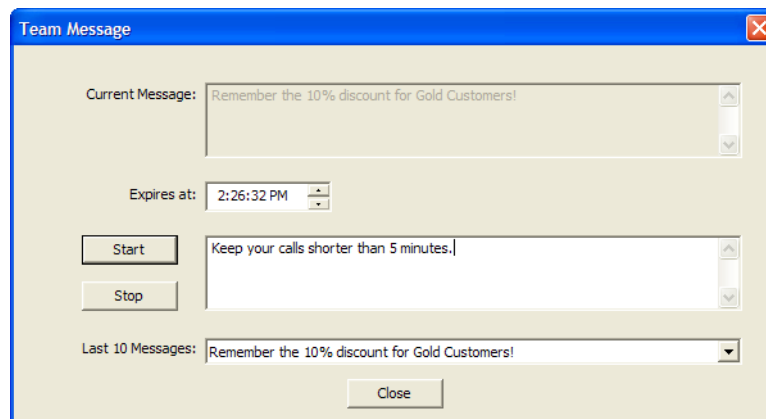 Team Message
Current Message: Remember the 10% discount for Gold Customers!
Expires at: 2:26:32 PM
Start Keep your calls shorter than 5 minutes.
Stop
Last 10 Messages: Remember the 10% discount for Gold Customers!
Close